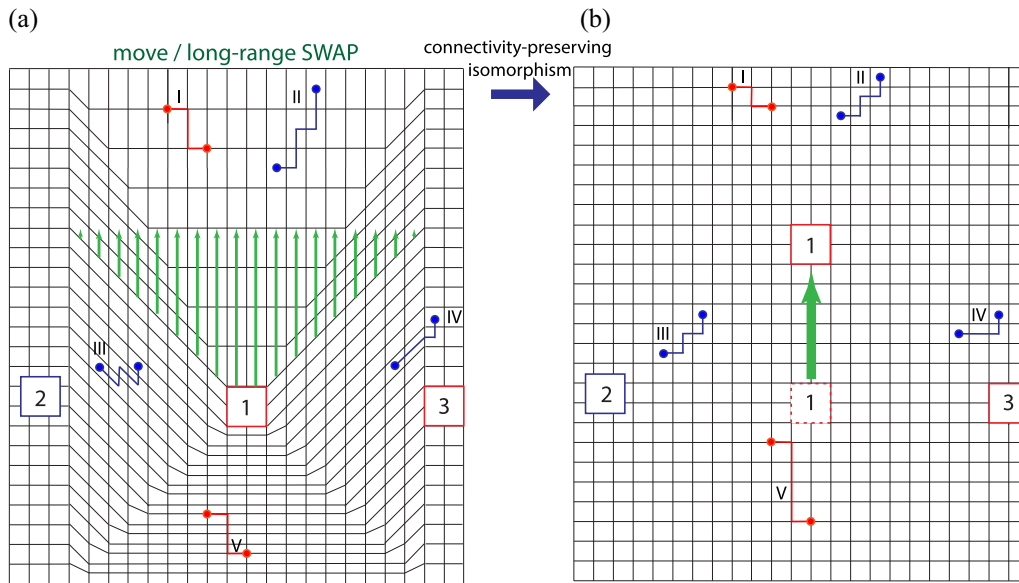 (a)
move / long-range SWAP
I
II
III
IV
2
1
3
V
connectivity-preserving
isomorphism
(b)
I
II
1
III
IV
2
1
3
V